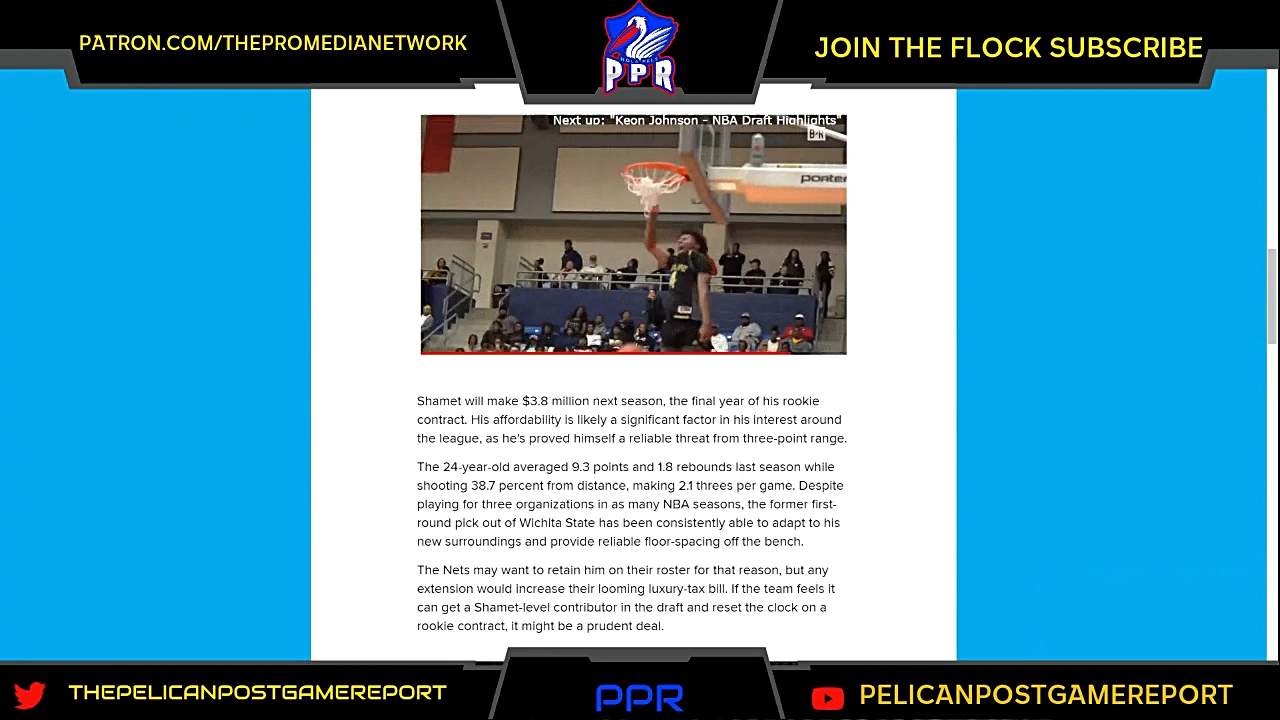 PATRON.COM/THEPROMEDIANETWORK
PPR
JOIN THE FLOCK SUBSCRIBE
Next up: "Keon Johnson - NBA Draft Highlights"
B/R
porter
4
Shamet will make $3.8 million next season, the final year of his rookie
contract. His affordability is likely a significant factor in his interest around
the league, as he's proved himself a reliable threat from three-point range.
The 24-year-old averaged 9.3 points and 1.8 rebounds last season while
shooting 38.7 percent from distance, making 2.1 threes per game. Despite
playing for three organizations in as many NBA seasons, the former first-
round pick out of Wichita State has been consistently able to adapt to his
new surroundings and provide reliable floor-spacing off the bench.
The Nets may want to retain him on their roster for that reason, but any
extension would increase their looming luxury-tax bill. If the team feels it
can get a Shamet-level contributor in the draft and reset the clock on a
rookie contract, it might be a prudent deal.
THEPELICANPOSTGAMEREPORT
PPR
PELICANPOSTGAMEREPORT